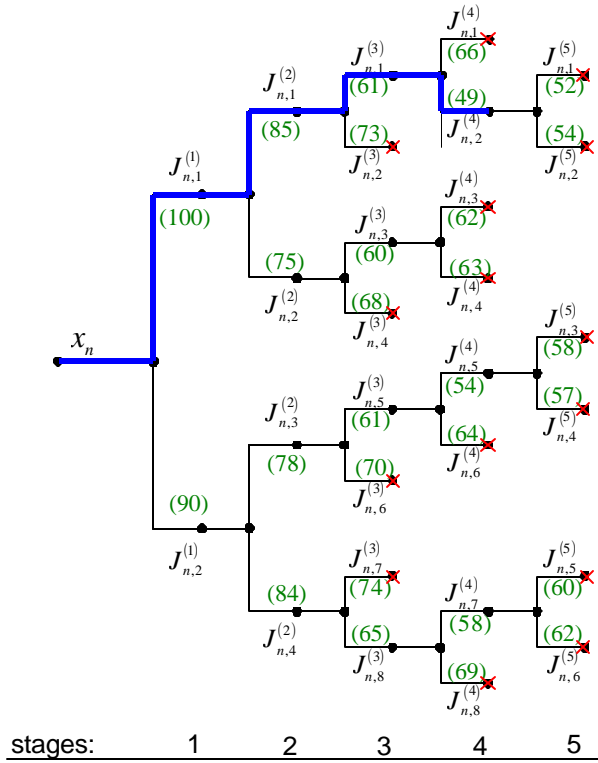 J_{n,1}^{(4)}
(66)
J_{n,1}^{(3)}
(61)
J_{n,1}^{(5)}
(52)
J_{n,1}^{(2)}
(85)
(49)
J_{n,2}^{(4)}
(73)
J_{n,2}^{(3)}
(54)
J_{n,2}^{(5)}
J_{n,1}^{(1)}
(100)
J_{n,3}^{(4)}
(62)
J_{n,3}^{(3)}
(60)
(75)
J_{n,2}^{(2)}
(63)
J_{n,4}^{(4)}
(68)
J_{n,4}^{(3)}
x_n
J_{n,3}^{(5)}
(58)
J_{n,5}^{(4)}
(54)
J_{n,5}^{(3)}
(61)
(57)
J_{n,4}^{(5)}
J_{n,3}^{(2)}
(78)
(64)
J_{n,6}^{(4)}
(70)
J_{n,6}^{(3)}
(90)
J_{n,2}^{(1)}
J_{n,7}^{(3)}
(74)
J_{n,5}^{(5)}
(60)
(84)
J_{n,4}^{(2)}
J_{n,7}^{(4)}
(58)
(65)
J_{n,8}^{(3)}
(62)
J_{n,6}^{(5)}
(69)
J_{n,8}^{(4)}
stages: 1 2 3 4 5